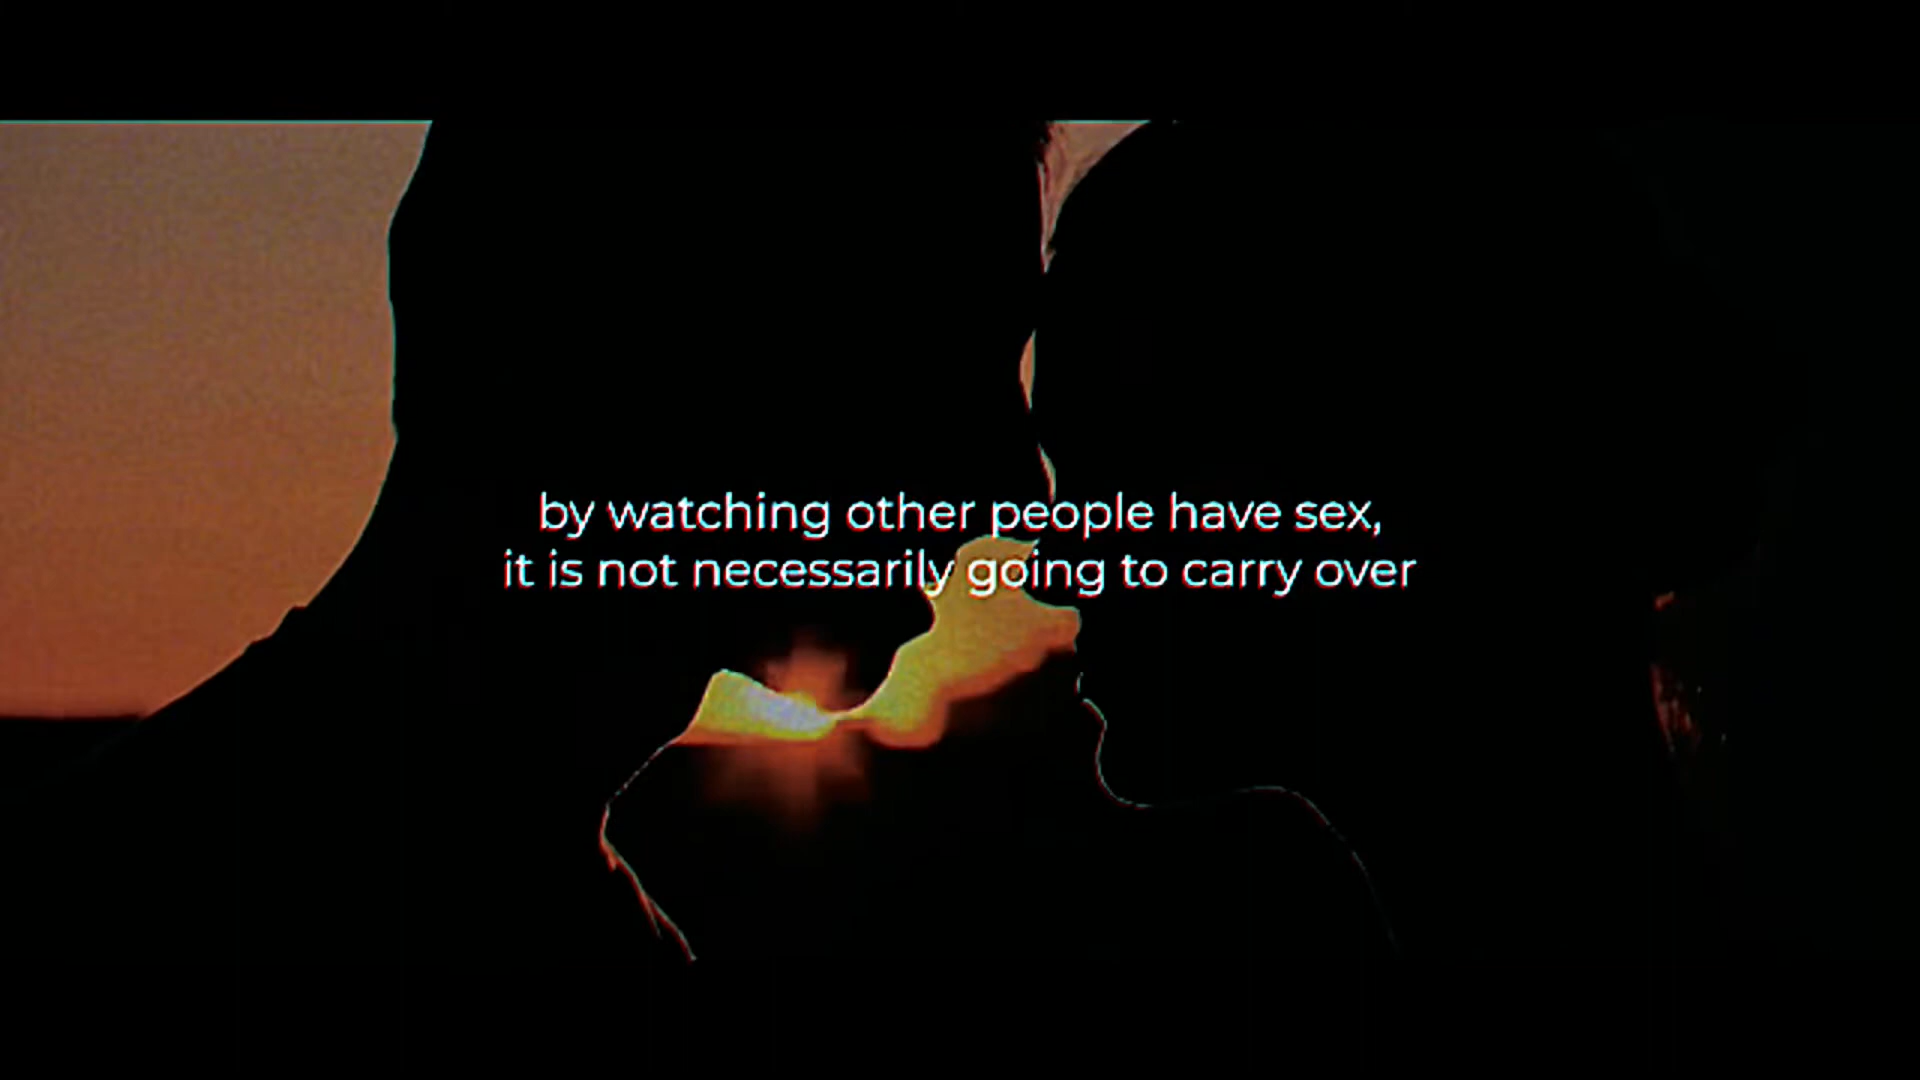 by watching other people have sex,
it is not necessarily going to carry over